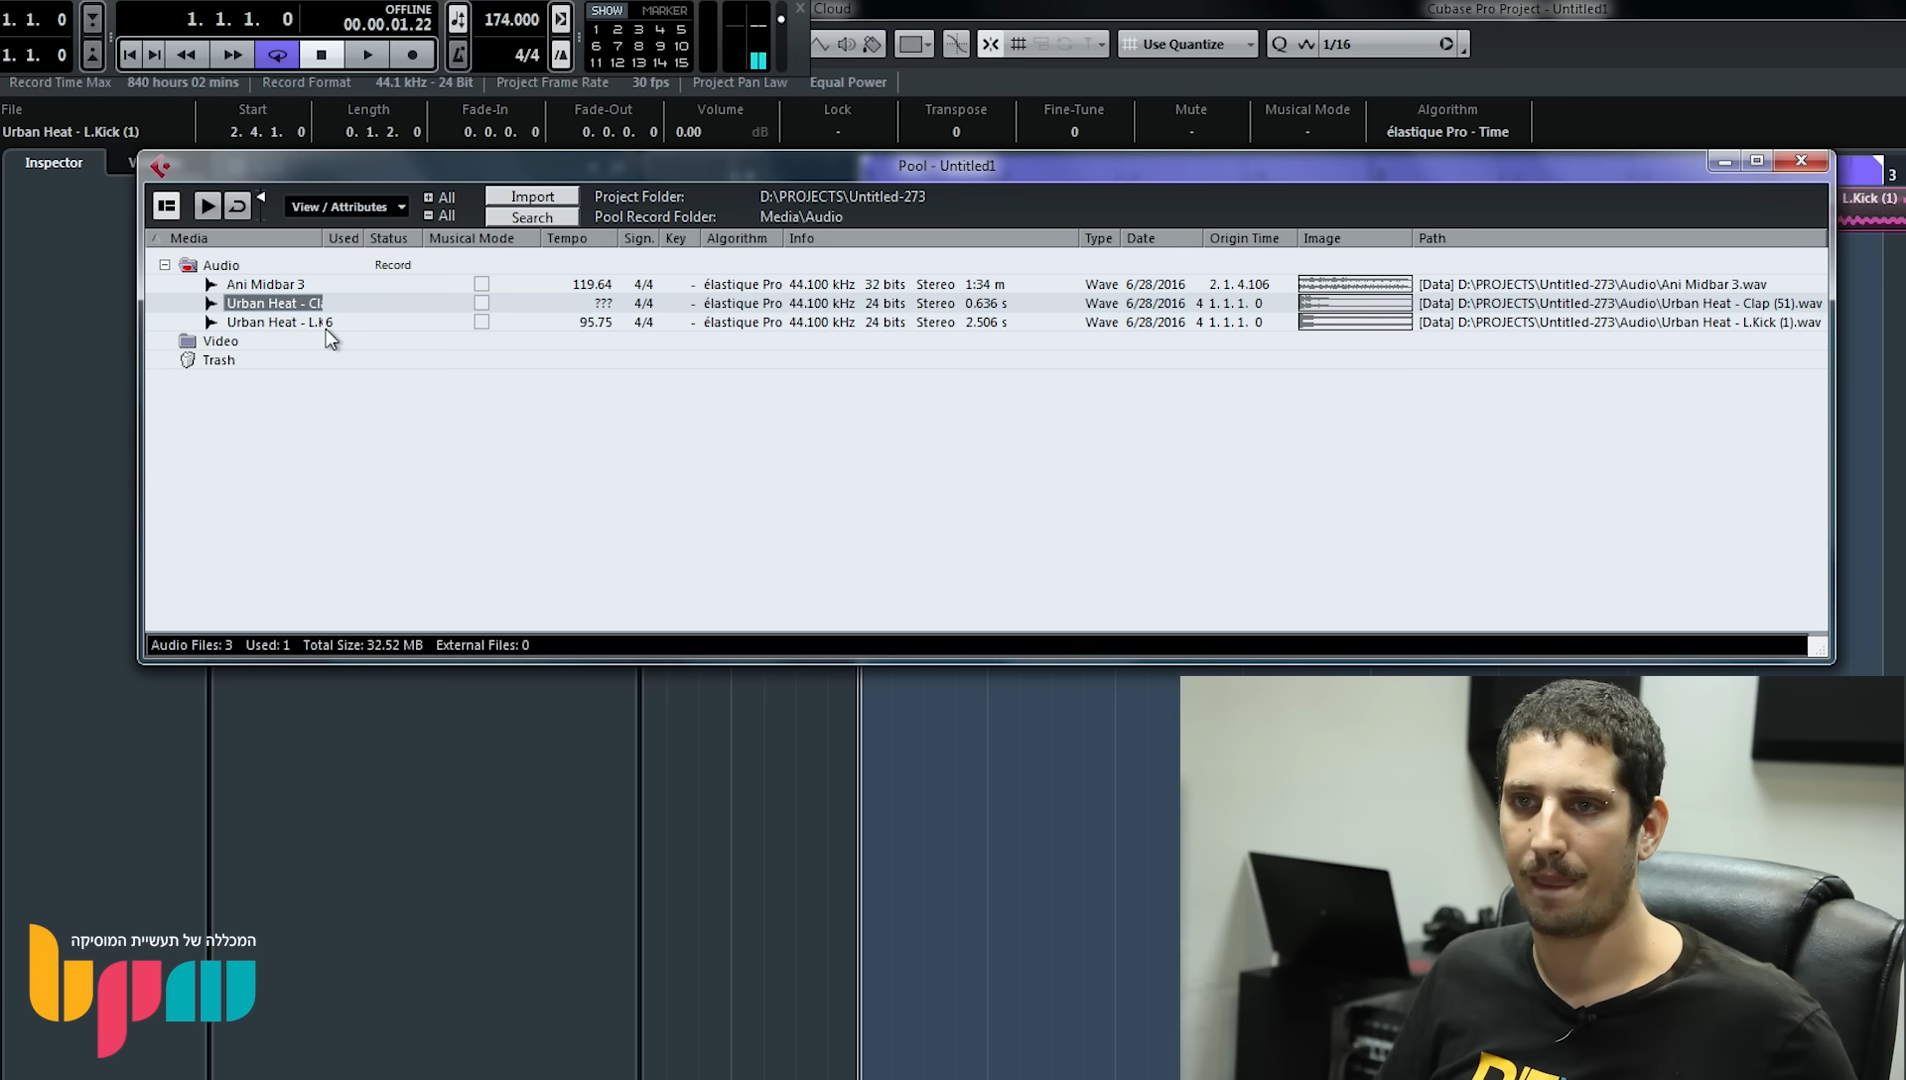 1. 1. 0
1. 1. 1. 0
OFFLINE
00.00.01.22
174.000
SHOW MARKER
1 2 3 4 5
6 7 8 9 10
11 12 13 14 15
X
Cloud
Cubase Pro Project - Untitled1
1. 1. 0
4/4
Use Quantize
Q 1/16
Record Time Max 840 hours 02 mins Record Format 44.1 kHz - 24 Bit Project Frame Rate 30 fps Project Pan Law Equal Power
File Start Length Fade-In Fade-Out Volume Lock Transpose Fine-Tune Mute Musical Mode Algorithm
Urban Heat - L.Kick (1) 2. 4. 1. 0 0. 1. 2. 0 0. 0. 0. 0 0. 0. 0. 0 0.00 dB - 0 0 - - élastique Pro - Time
Inspector V
Pool - Untitled1
3
L.Kick (1)
View / Attributes
All
All
Import
Search
Project Folder: D:\PROJECTS\Untitled-273
Pool Record Folder: Media\Audio
Media Used Status Musical Mode Tempo Sign. Key Algorithm Info Type Date Origin Time Image Path
Audio Record
Ani Midbar 3 119.64 4/4 - élastique Pro 44.100 kHz 32 bits Stereo 1:34 m Wave 6/28/2016 2. 1. 4.106 [Data] D:\PROJECTS\Untitled-273\Audio\Ani Midbar 3.wav
Urban Heat - Cl ??? 4/4 - élastique Pro 44.100 kHz 24 bits Stereo 0.636 s Wave 6/28/2016 4 1. 1. 1. 0 [Data] D:\PROJECTS\Untitled-273\Audio\Urban Heat - Clap (51).wav
Urban Heat - L.K 6 95.75 4/4 - élastique Pro 44.100 kHz 24 bits Stereo 2.506 s Wave 6/28/2016 4 1. 1. 1. 0 [Data] D:\PROJECTS\Untitled-273\Audio\Urban Heat - L.Kick (1).wav
Video
Trash
Audio Files: 3 Used: 1 Total Size: 32.52 MB External Files: 0
המכללה של תעשיית המוסיקה
bpm